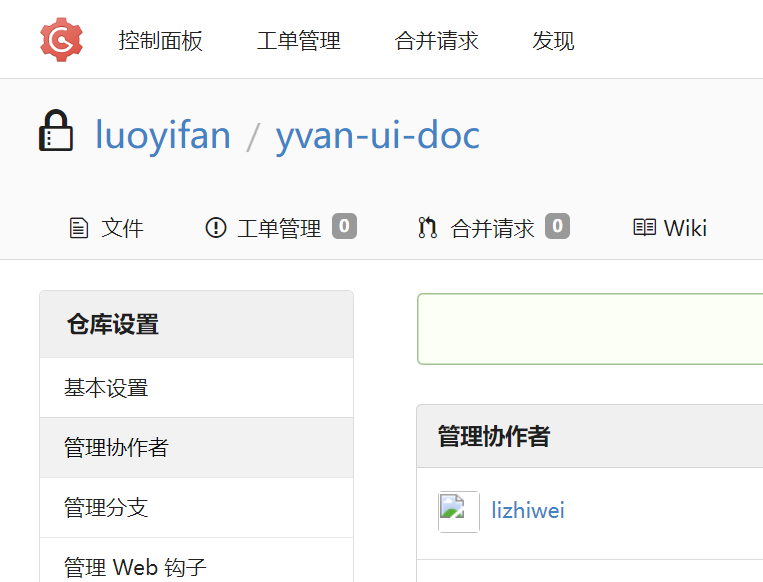 控制面板 工单管理 合并请求 发现
luoyifan / yvan-ui-doc
文件 工单管理 0 合并请求 0 Wiki
仓库设置
基本设置
管理协作者
管理分支
管理 Web 钩子
管理协作者
lizhiwei